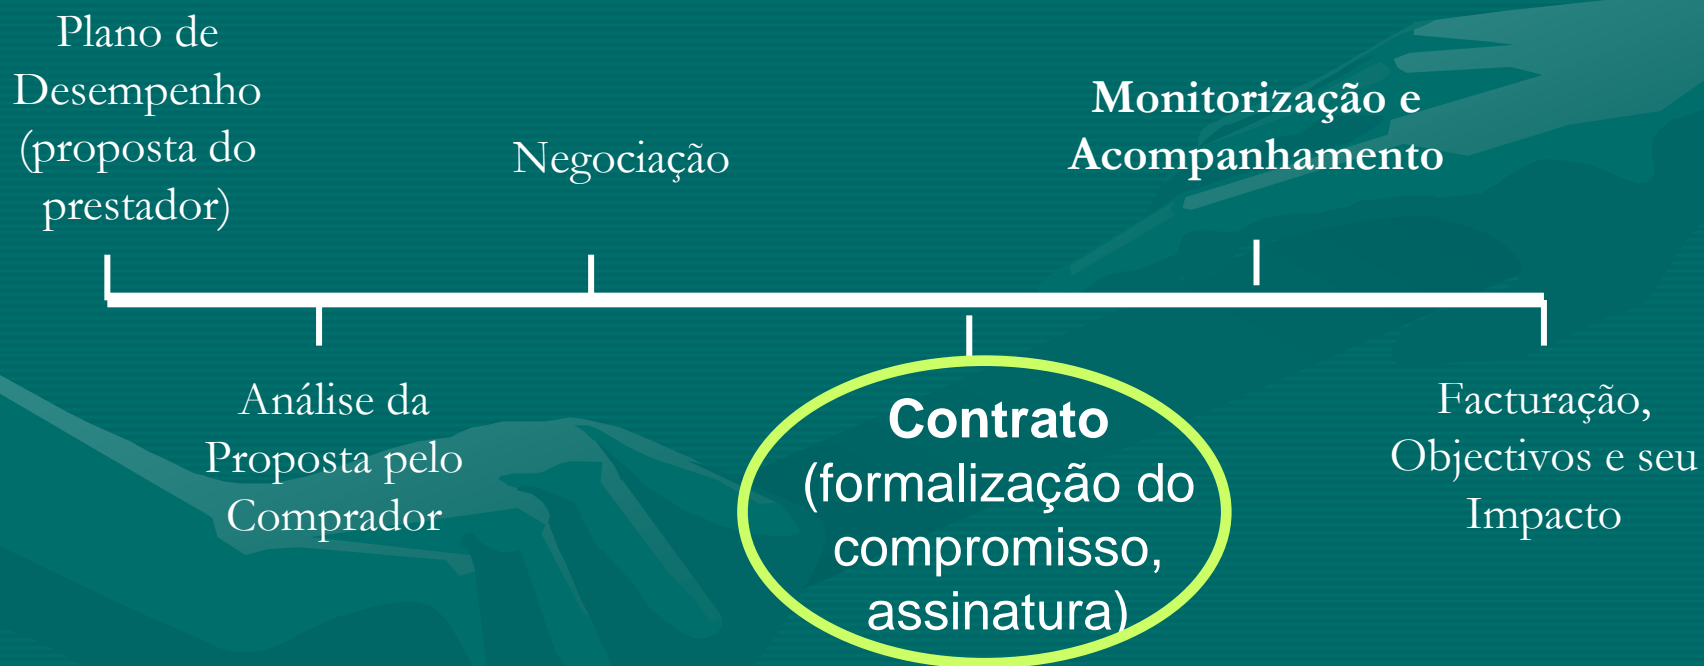 Plano de
Desempenho
(proposta do
prestador)
Análise da
Proposta pelo
Comprador
Negociação
Contrato
(formalização do
compromisso,
assinatura)
Monitorização e
Acompanhamento
Facturação,
Objectivos e seu
Impacto